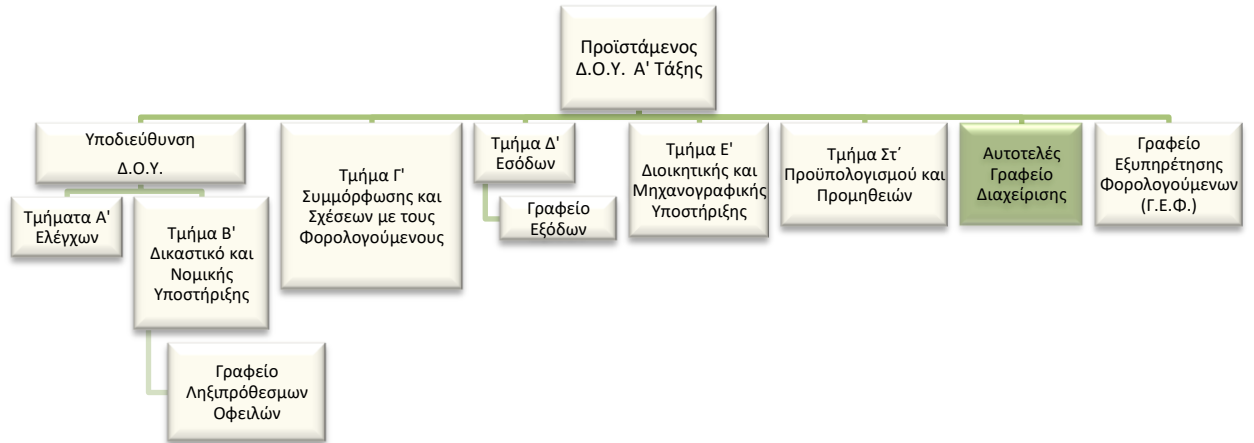 Προϊστάμενος
Δ.Ο.Υ. Α' Τάξης
Υποδιεύθυνση
Δ.Ο.Υ.
Τμήματα Α'
Ελέγχων
Τμήμα Β'
Δικαστικό και
Νομικής
Υποστήριξης
Γραφείο
Ληξιπρόθεσμων
Οφειλών
Τμήμα Γ'
Συμμόρφωσης και
Σχέσεων με τους
Φορολογούμενους
Τμήμα Δ'
Εσόδων
Γραφείο
Εξόδων
Τμήμα Ε'
Διοικητικής και
Μηχανογραφικής
Υποστήριξης
Τμήμα Στ΄
Προϋπολογισμού και
Προμηθειών
Αυτοτελές
Γραφείο
Διαχείρισης
Γραφείο
Εξυπηρέτησης
Φορολογούμενων
(Γ.Ε.Φ.)